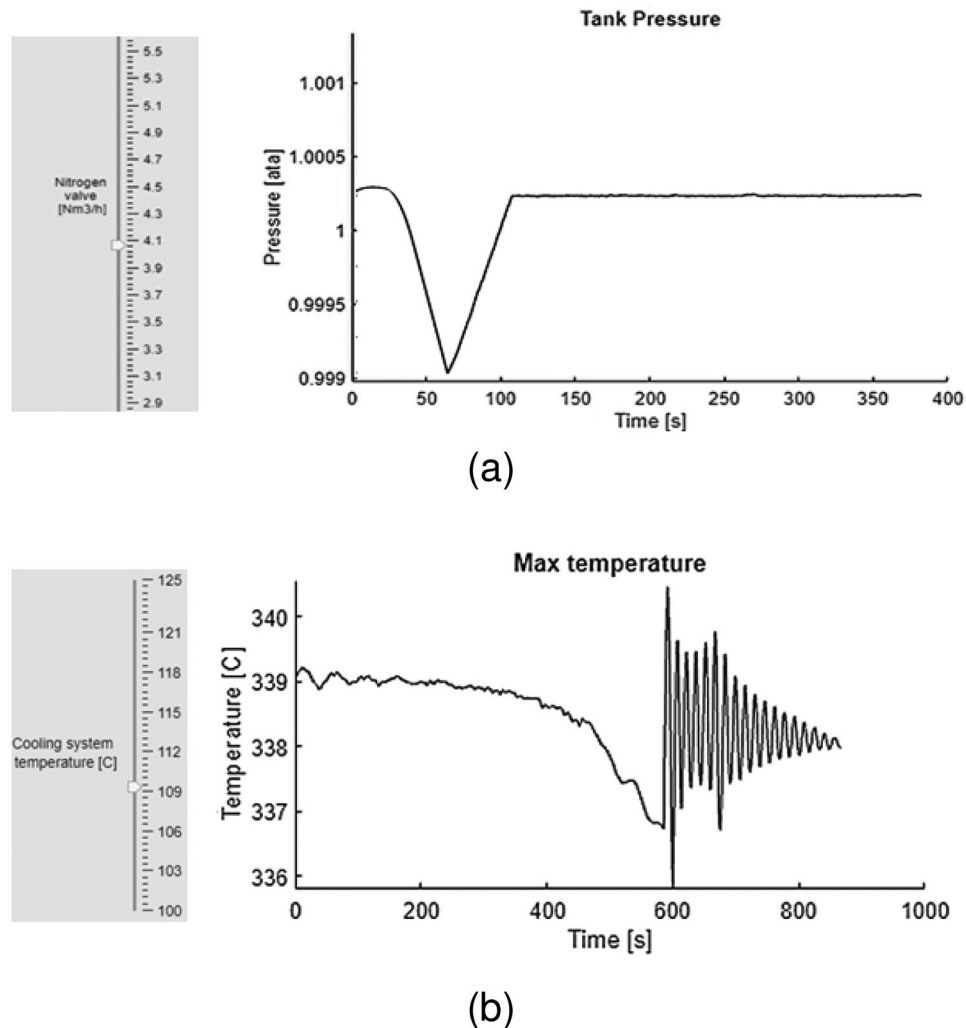 Tank Pressure
5.5
5.3
5.1
4.9
4.7
4.5
4.3
4.1
3.9
3.7
3.5
3.3
3.1
2.9
Nitrogen
valve
[Nm3/h]
Pressure [ata]
1.001
1.0005
1
0.9995
0.999
0 50 100 150 200 250 300 350 400
Time [s]
(a)
Max temperature
125
121
118
115
112
109
106
103
100
Cooling system
temperature [C]
Temperature [C]
340
339
338
337
336
0 200 400 600 800 1000
Time [s]
(b)